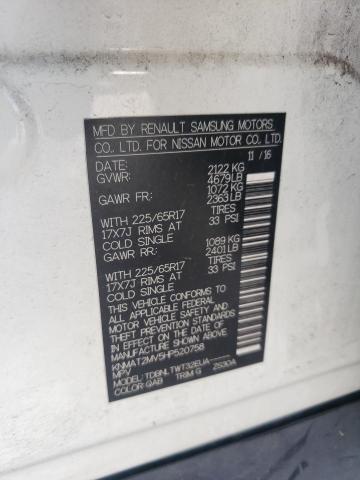 MFD BY RENAULT SAMSUNG MOTORS
CO., LTD. FOR NISSAN MOTOR CO., LTD.
DATE: 11 / 16
GVWR: 2122 KG
4679 LB
GAWR FR: 1072 KG
2363 LB
WITH 225/65R17 TIRES
17X7J RIMS AT 33 PSI
COLD SINGLE
GAWR RR: 1089 KG
2401 LB
WITH 225/65R17 TIRES
17X7J RIMS AT 33 PSI
COLD SINGLE
THIS VEHICLE CONFORMS TO
ALL APPLICABLE FEDERAL
MOTOR VEHICLE SAFETY, BUMPER,
AND THEFT PREVENTION STANDARDS
IN EFFECT ON THE DATE OF
MANUFACTURE SHOWN ABOVE.
KNMAT2MV5HP520758
MPV
MODEL: TDBNLTWT32EUA-----
COLOR QAB TRIM G ZS30A